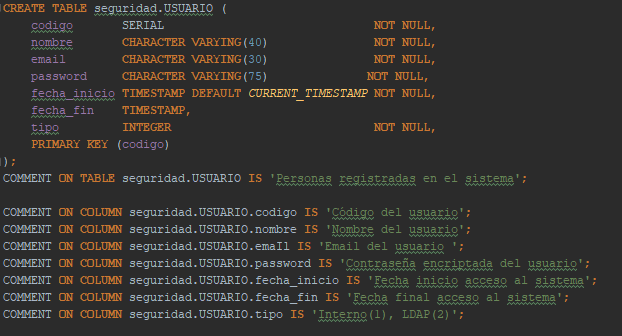 CREATE TABLE seguridad.USUARIO (
codigo SERIAL NOT NULL,
nombre CHARACTER VARYING(40) NOT NULL,
email CHARACTER VARYING(30) NOT NULL,
password CHARACTER VARYING(75) NOT NULL,
fecha_inicio TIMESTAMP DEFAULT CURRENT_TIMESTAMP NOT NULL,
fecha_fin TIMESTAMP,
tipo INTEGER NOT NULL,
PRIMARY KEY (codigo)
);
COMMENT ON TABLE seguridad.USUARIO IS 'Personas registradas en el sistema';
COMMENT ON COLUMN seguridad.USUARIO.codigo IS 'Código del usuario';
COMMENT ON COLUMN seguridad.USUARIO.nombre IS 'Nombre del usuario';
COMMENT ON COLUMN seguridad.USUARIO.emaIl IS 'Email del usuario ';
COMMENT ON COLUMN seguridad.USUARIO.password IS 'Contraseña encriptada del usuario';
COMMENT ON COLUMN seguridad.USUARIO.fecha_inicio IS 'Fecha inicio acceso al sistema';
COMMENT ON COLUMN seguridad.USUARIO.fecha_fin IS 'Fecha final acceso al sistema';
COMMENT ON COLUMN seguridad.USUARIO.tipo IS 'Interno(1), LDAP(2)';